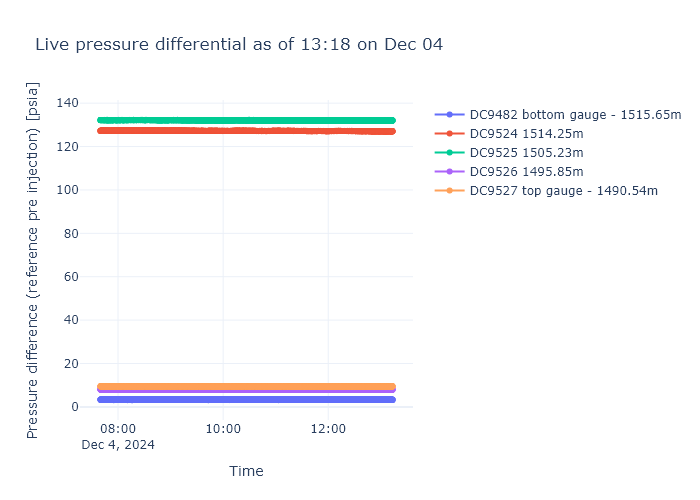 Live pressure differential as of 13:18 on Dec 04
Pressure difference (reference pre injection) [psia]
140
120
100
80
60
40
20
0
08:00
Dec 4, 2024
10:00
12:00
Time
DC9482 bottom gauge - 1515.65m
DC9524 1514.25m
DC9525 1505.23m
DC9526 1495.85m
DC9527 top gauge - 1490.54m